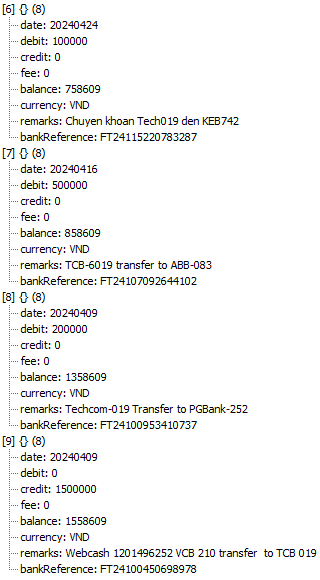 [6] {} (8)
date: 20240424
debit: 100000
credit: 0
fee: 0
balance: 758609
currency: VND
remarks: Chuyen khoan Tech019 den KEB742
bankReference: FT24115220783287
[7] {} (8)
date: 20240416
debit: 500000
credit: 0
fee: 0
balance: 858609
currency: VND
remarks: TCB-6019 transfer to ABB-083
bankReference: FT24107092644102
[8] {} (8)
date: 20240409
debit: 200000
credit: 0
fee: 0
balance: 1358609
currency: VND
remarks: Techcom-019 Transfer to PGBank-252
bankReference: FT24100953410737
[9] {} (8)
date: 20240409
debit: 0
credit: 1500000
fee: 0
balance: 1558609
currency: VND
remarks: Webcash 1201496252 VCB 210 transfer  to TCB 019
bankReference: FT24100450698978